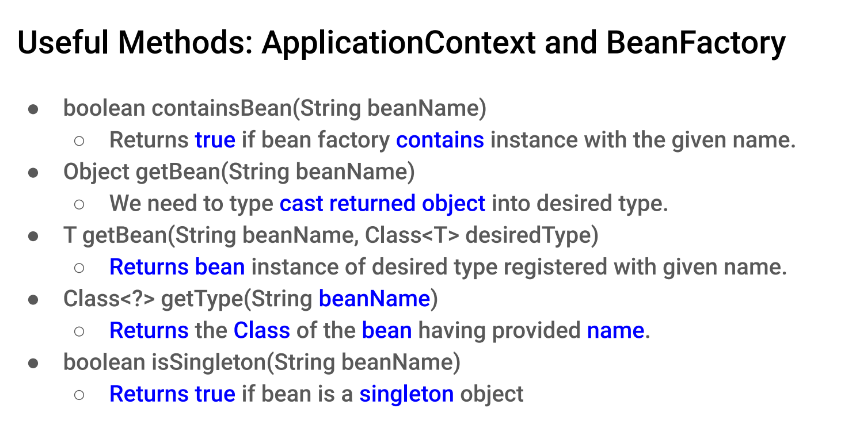 Useful Methods: ApplicationContext and BeanFactory
● boolean containsBean(String beanName)
○ Returns true if bean factory contains instance with the given name.
● Object getBean(String beanName)
○ We need to type cast returned object into desired type.
● T getBean(String beanName, Class<T> desiredType)
○ Returns bean instance of desired type registered with given name.
● Class<?> getType(String beanName)
○ Returns the Class of the bean having provided name.
● boolean isSingleton(String beanName)
○ Returns true if bean is a singleton object